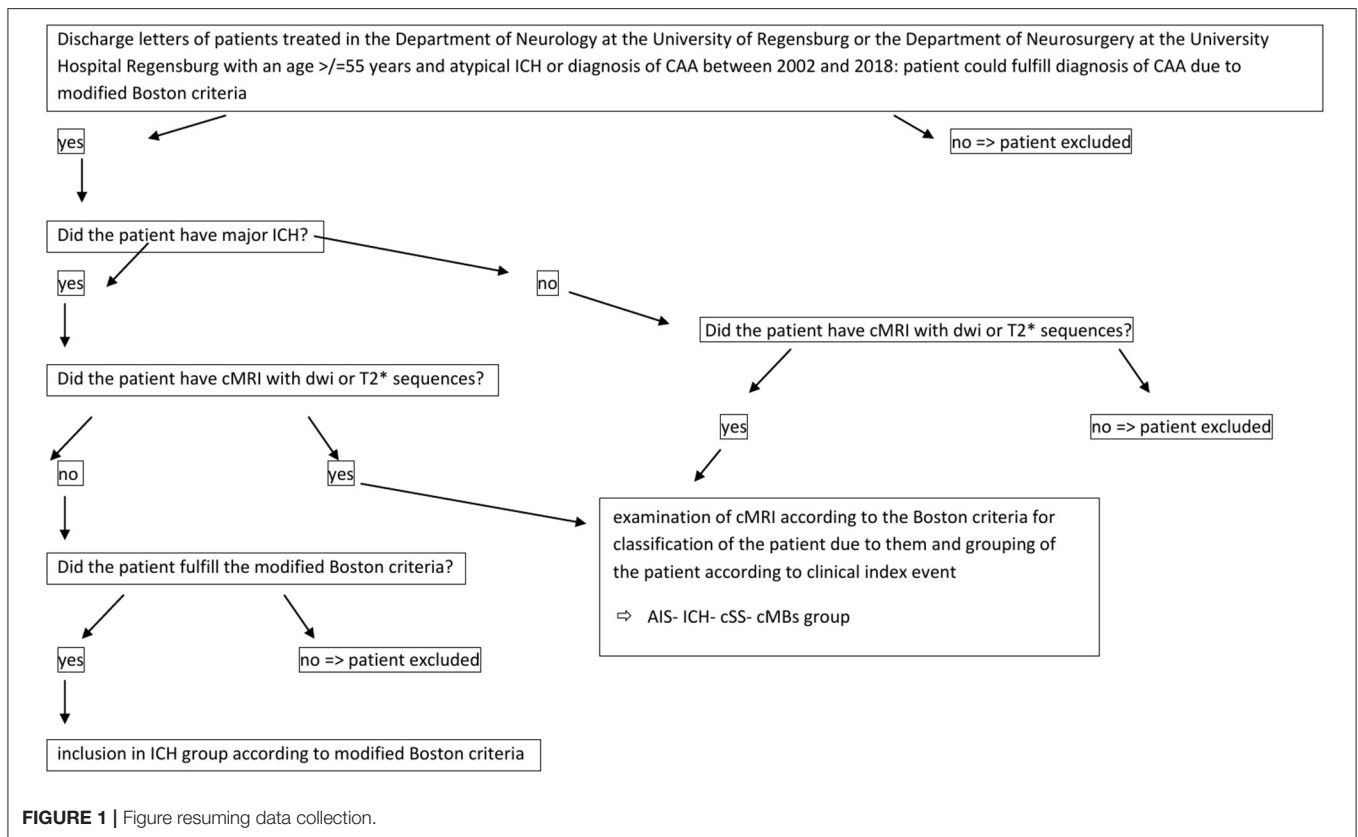 Discharge letters of patients treated in the Department of Neurology at the University of Regensburg or the Department of Neurosurgery at the University
Hospital Regensburg with an age >/=55 years and atypical ICH or diagnosis of CAA between 2002 and 2018: patient could fulfill diagnosis of CAA due to
modified Boston criteria
yes
no => patient excluded
Did the patient have major ICH?
yes
no
Did the patient have cMRI with dwi or T2* sequences?
Did the patient have cMRI with dwi or T2* sequences?
yes
no => patient excluded
no
yes
examination of cMRI according to the Boston criteria for
classification of the patient due to them and grouping of
the patient according to clinical index event
⇨ AIS- ICH- cSS- cMBs group
Did the patient fulfill the modified Boston criteria?
yes
no => patient excluded
inclusion in ICH group according to modified Boston criteria
FIGURE 1 | Figure resuming data collection.